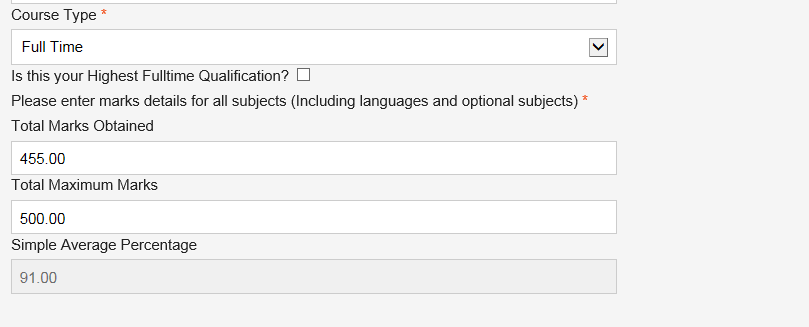 Course Type *
Full Time
Is this your Highest Fulltime Qualification?
Please enter marks details for all subjects (Including languages and optional subjects) *
Total Marks Obtained
455.00
Total Maximum Marks
500.00
Simple Average Percentage
91.00